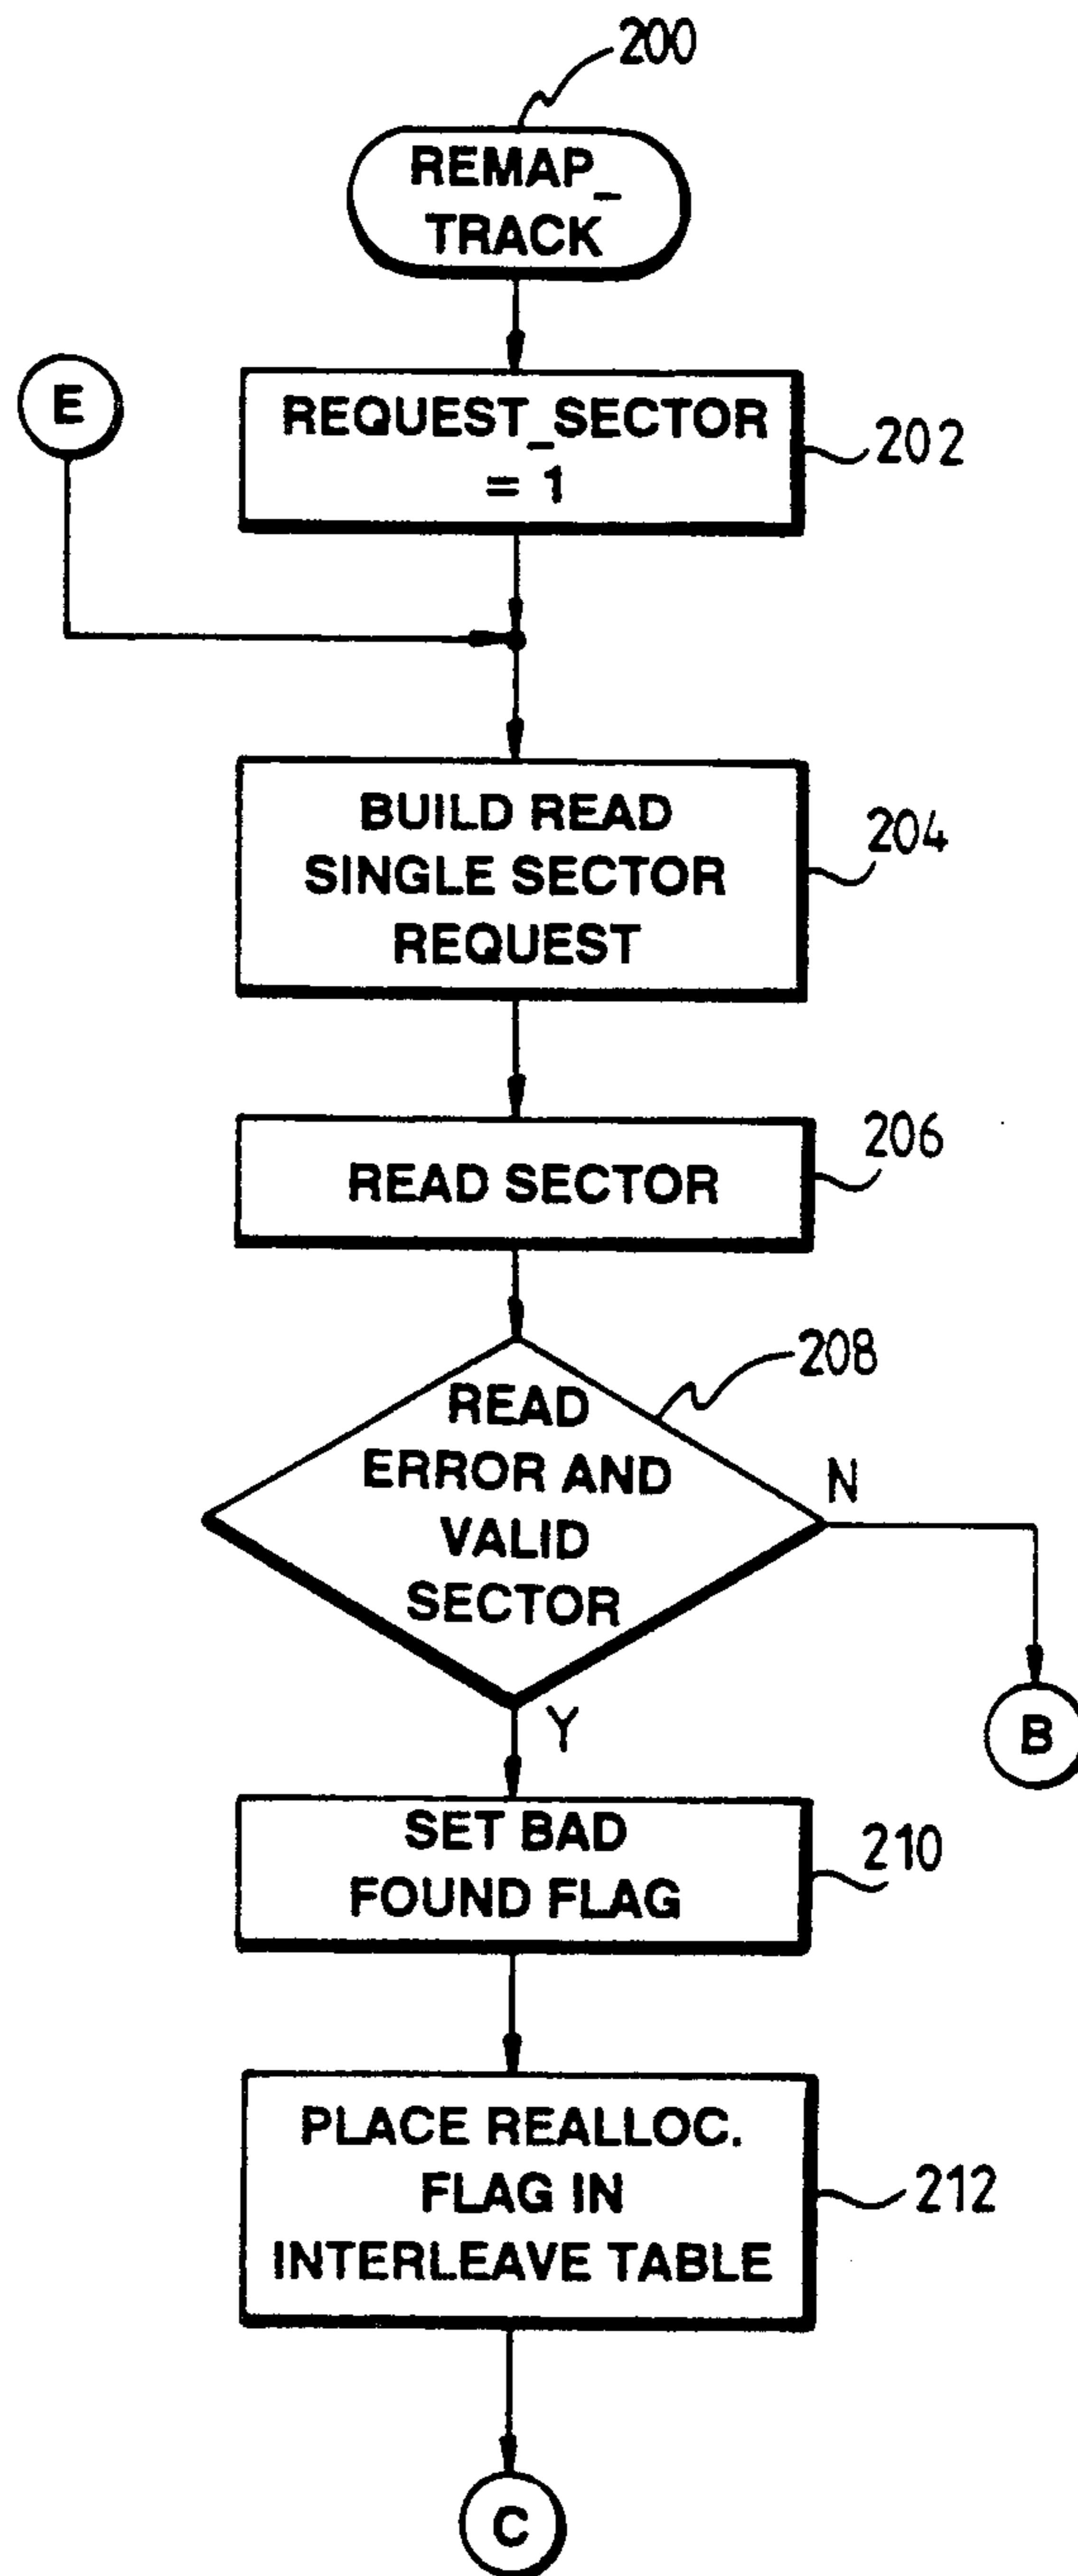 200
REMAP_
TRACK
E
REQUEST_SECTOR
= 1
202
BUILD READ
SINGLE SECTOR
REQUEST
204
READ SECTOR
206
READ
ERROR AND
VALID
SECTOR
208
N
B
Y
SET BAD
FOUND FLAG
210
PLACE REALLOC.
FLAG IN
INTERLEAVE TABLE
212
C